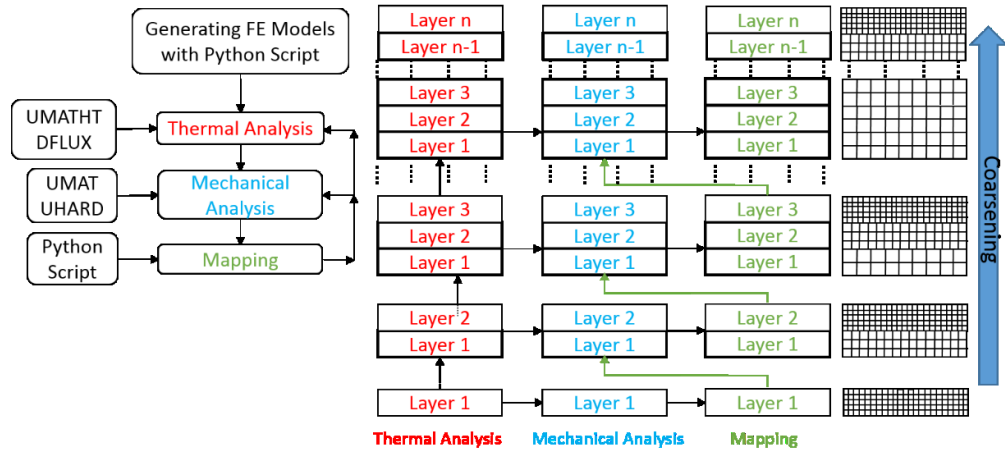 Generating FE Models
with Python Script
UMATHT
DFLUX
Thermal Analysis
UMAT
UHARD
Mechanical
Analysis
Python
Script
Mapping
Layer n
Layer n-1
Layer 3
Layer 2
Layer 1
Layer 3
Layer 2
Layer 1
Layer 2
Layer 1
Layer 1
Thermal Analysis
Layer n
Layer n-1
Layer 3
Layer 2
Layer 1
Layer 3
Layer 2
Layer 1
Layer 2
Layer 1
Layer 1
Mechanical Analysis
Layer n
Layer n-1
Layer 3
Layer 2
Layer 1
Layer 3
Layer 2
Layer 1
Layer 2
Layer 1
Layer 1
Mapping
Coarsening